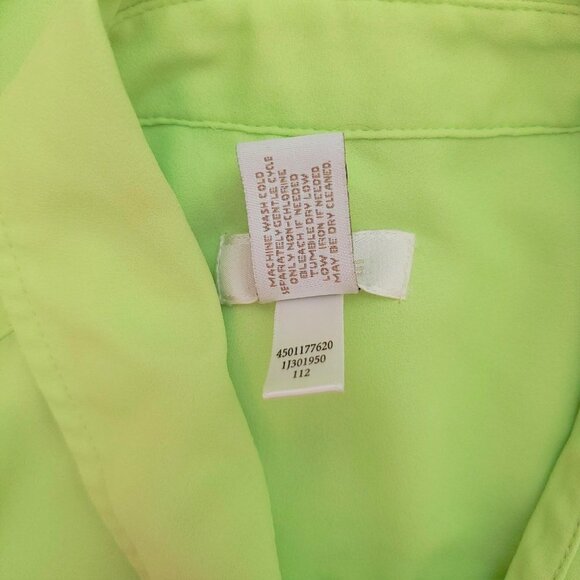 MACHINE WASH COLD
SEPARATELY GENTLE CYCLE
ONLY NON-CHLORINE
BLEACH IF NEEDED
TUMBLE DRY LOW
LOW IRON IF NEEDED
MAY BE DRY CLEANED.
4501177620
1J301950
112